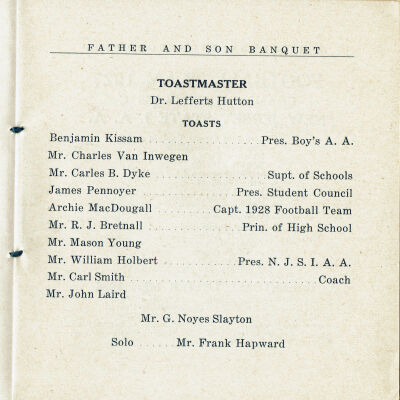 FATHER AND SON BANQUET
TOASTMASTER
Dr. Lefferts Hutton
TOASTS
Benjamin Kissam . . . . . . . . . . . . . . . . Pres. Boy's A. A.
Mr. Charles Van Inwegen
Mr. Carles B. Dyke . . . . . . . . . . . . . . . . Supt. of Schools
James Pennoyer . . . . . . . . . . . . . . Pres. Student Council
Archie MacDougall . . . . . . . . Capt. 1928 Football Team
Mr. R. J. Bretnall . . . . . . . . . . . . . Prin. of High School
Mr. Mason Young
Mr. William Holbert . . . . . . . . . . . Pres. N. J. S. I. A. A.
Mr. Carl Smith . . . . . . . . . . . . . . . . . . . . . . . . . . Coach
Mr. John Laird
Mr. G. Noyes Slayton
Solo . . . . . . Mr. Frank Hapward